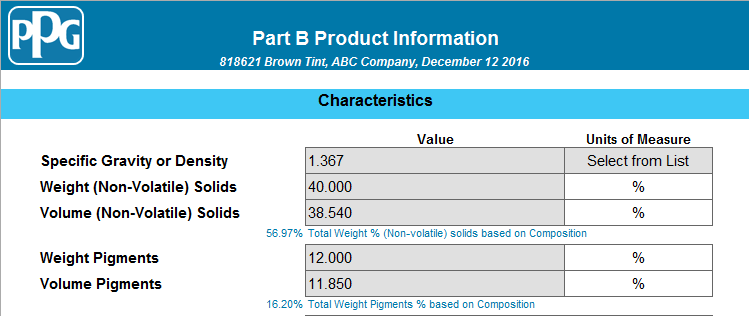 PPG
Part B Product Information
818621 Brown Tint, ABC Company, December 12 2016
Characteristics
Value Units of Measure
Specific Gravity or Density 1.367 Select from List
Weight (Non-Volatile) Solids 40.000 %
Volume (Non-Volatile) Solids 38.540 %
56.97% Total Weight % (Non-volatile) solids based on Composition
Weight Pigments 12.000 %
Volume Pigments 11.850 %
16.20% Total Weight Pigments % based on Composition